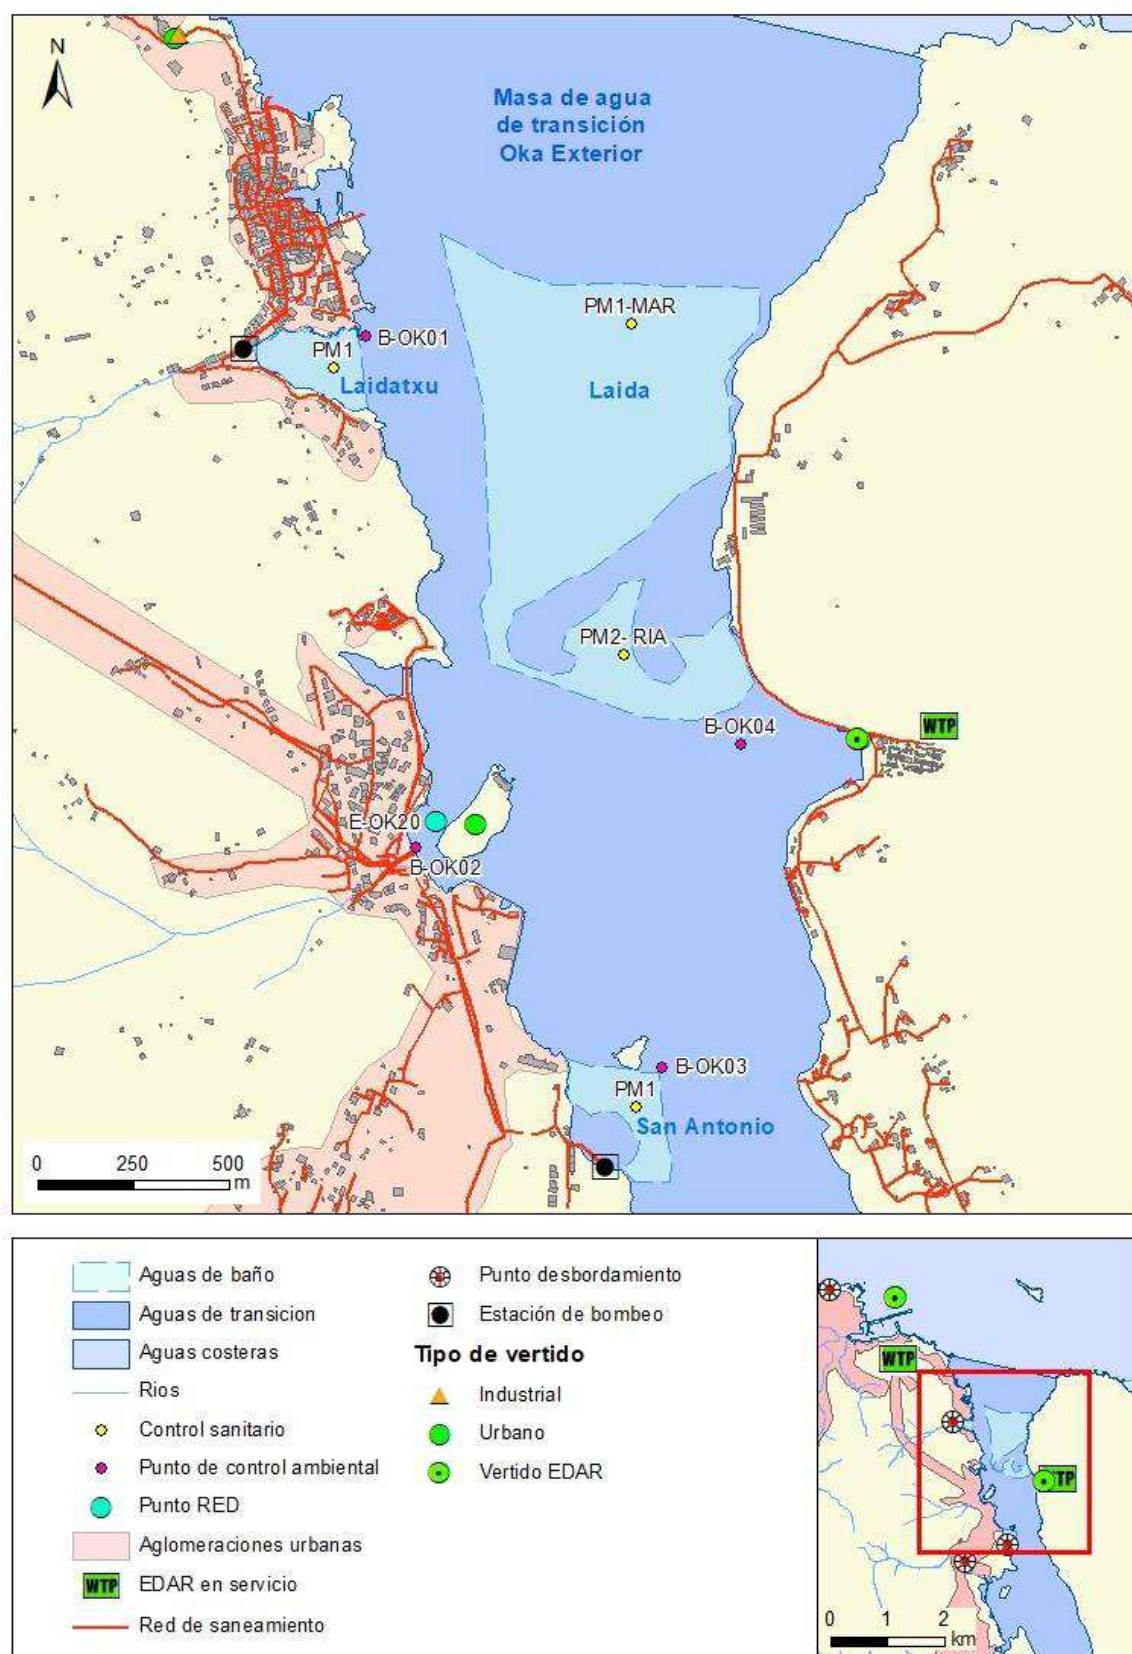 N
Masa de agua
de transición
Oka Exterior
PM1-MAR
B-OK01
PM1
Laidatxu
Laida
PM2- RIA
B-OK04
WTP
E-OK20
B-OK02
B-OK03
PM1
San Antonio
0 250 500
m
Aguas de baño
Aguas de transicion
Aguas costeras
Rios
Control sanitario
Punto de control ambiental
Punto RED
Aglomeraciones urbanas
WTP EDAR en servicio
Red de saneamiento
Punto desbordamiento
Estación de bombeo
Tipo de vertido
Industrial
Urbano
Vertido EDAR
WTP
TP
0 1 2
km